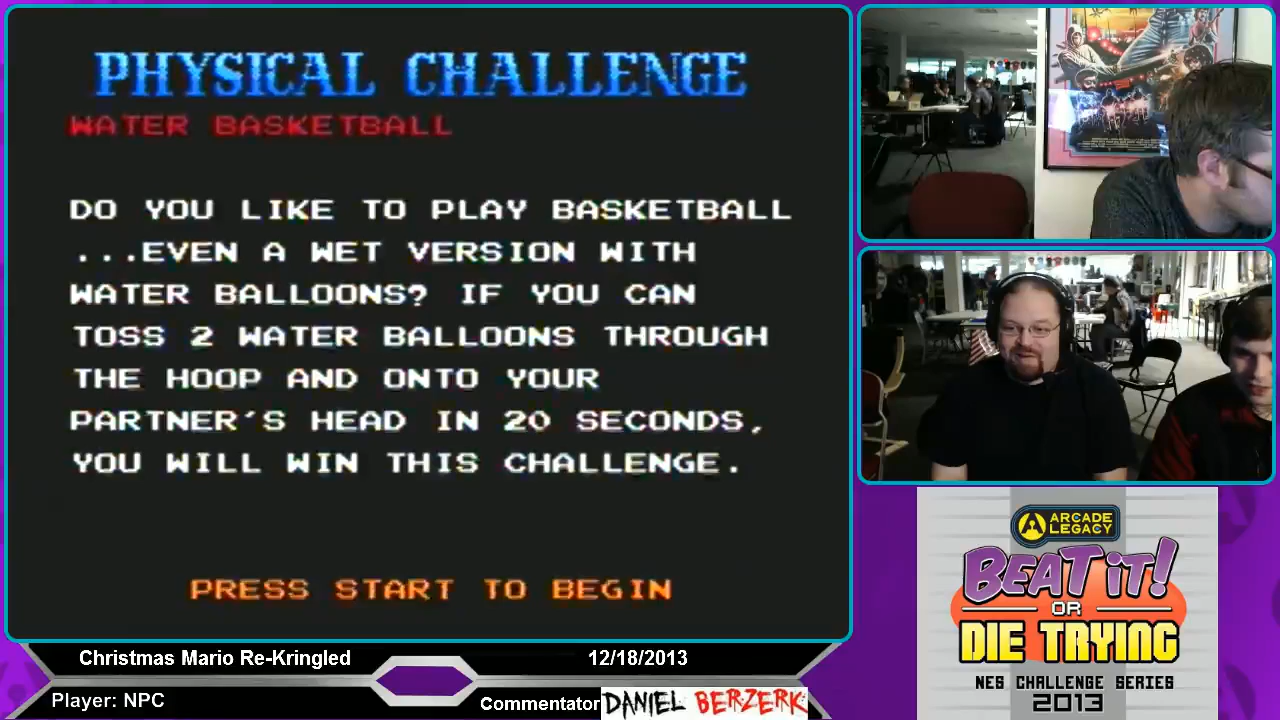 PHYSICAL CHALLENGE
WATER BASKETBALL
DO YOU LIKE TO PLAY BASKETBALL
...EVEN A WET VERSION WITH
WATER BALLOONS? IF YOU CAN
TOSS 2 WATER BALLOONS THROUGH
THE HOOP AND ONTO YOUR
PARTNER'S HEAD IN 20 SECONDS,
YOU WILL WIN THIS CHALLENGE.
PRESS START TO BEGIN
ARCADE
LEGACY
BEAT iT!
OR
DIE TRYING
NES CHALLENGE SERIES
2013
Christmas Mario Re-Kringled
12/18/2013
Player: NPC
Commentator
DANIEL BERZERK